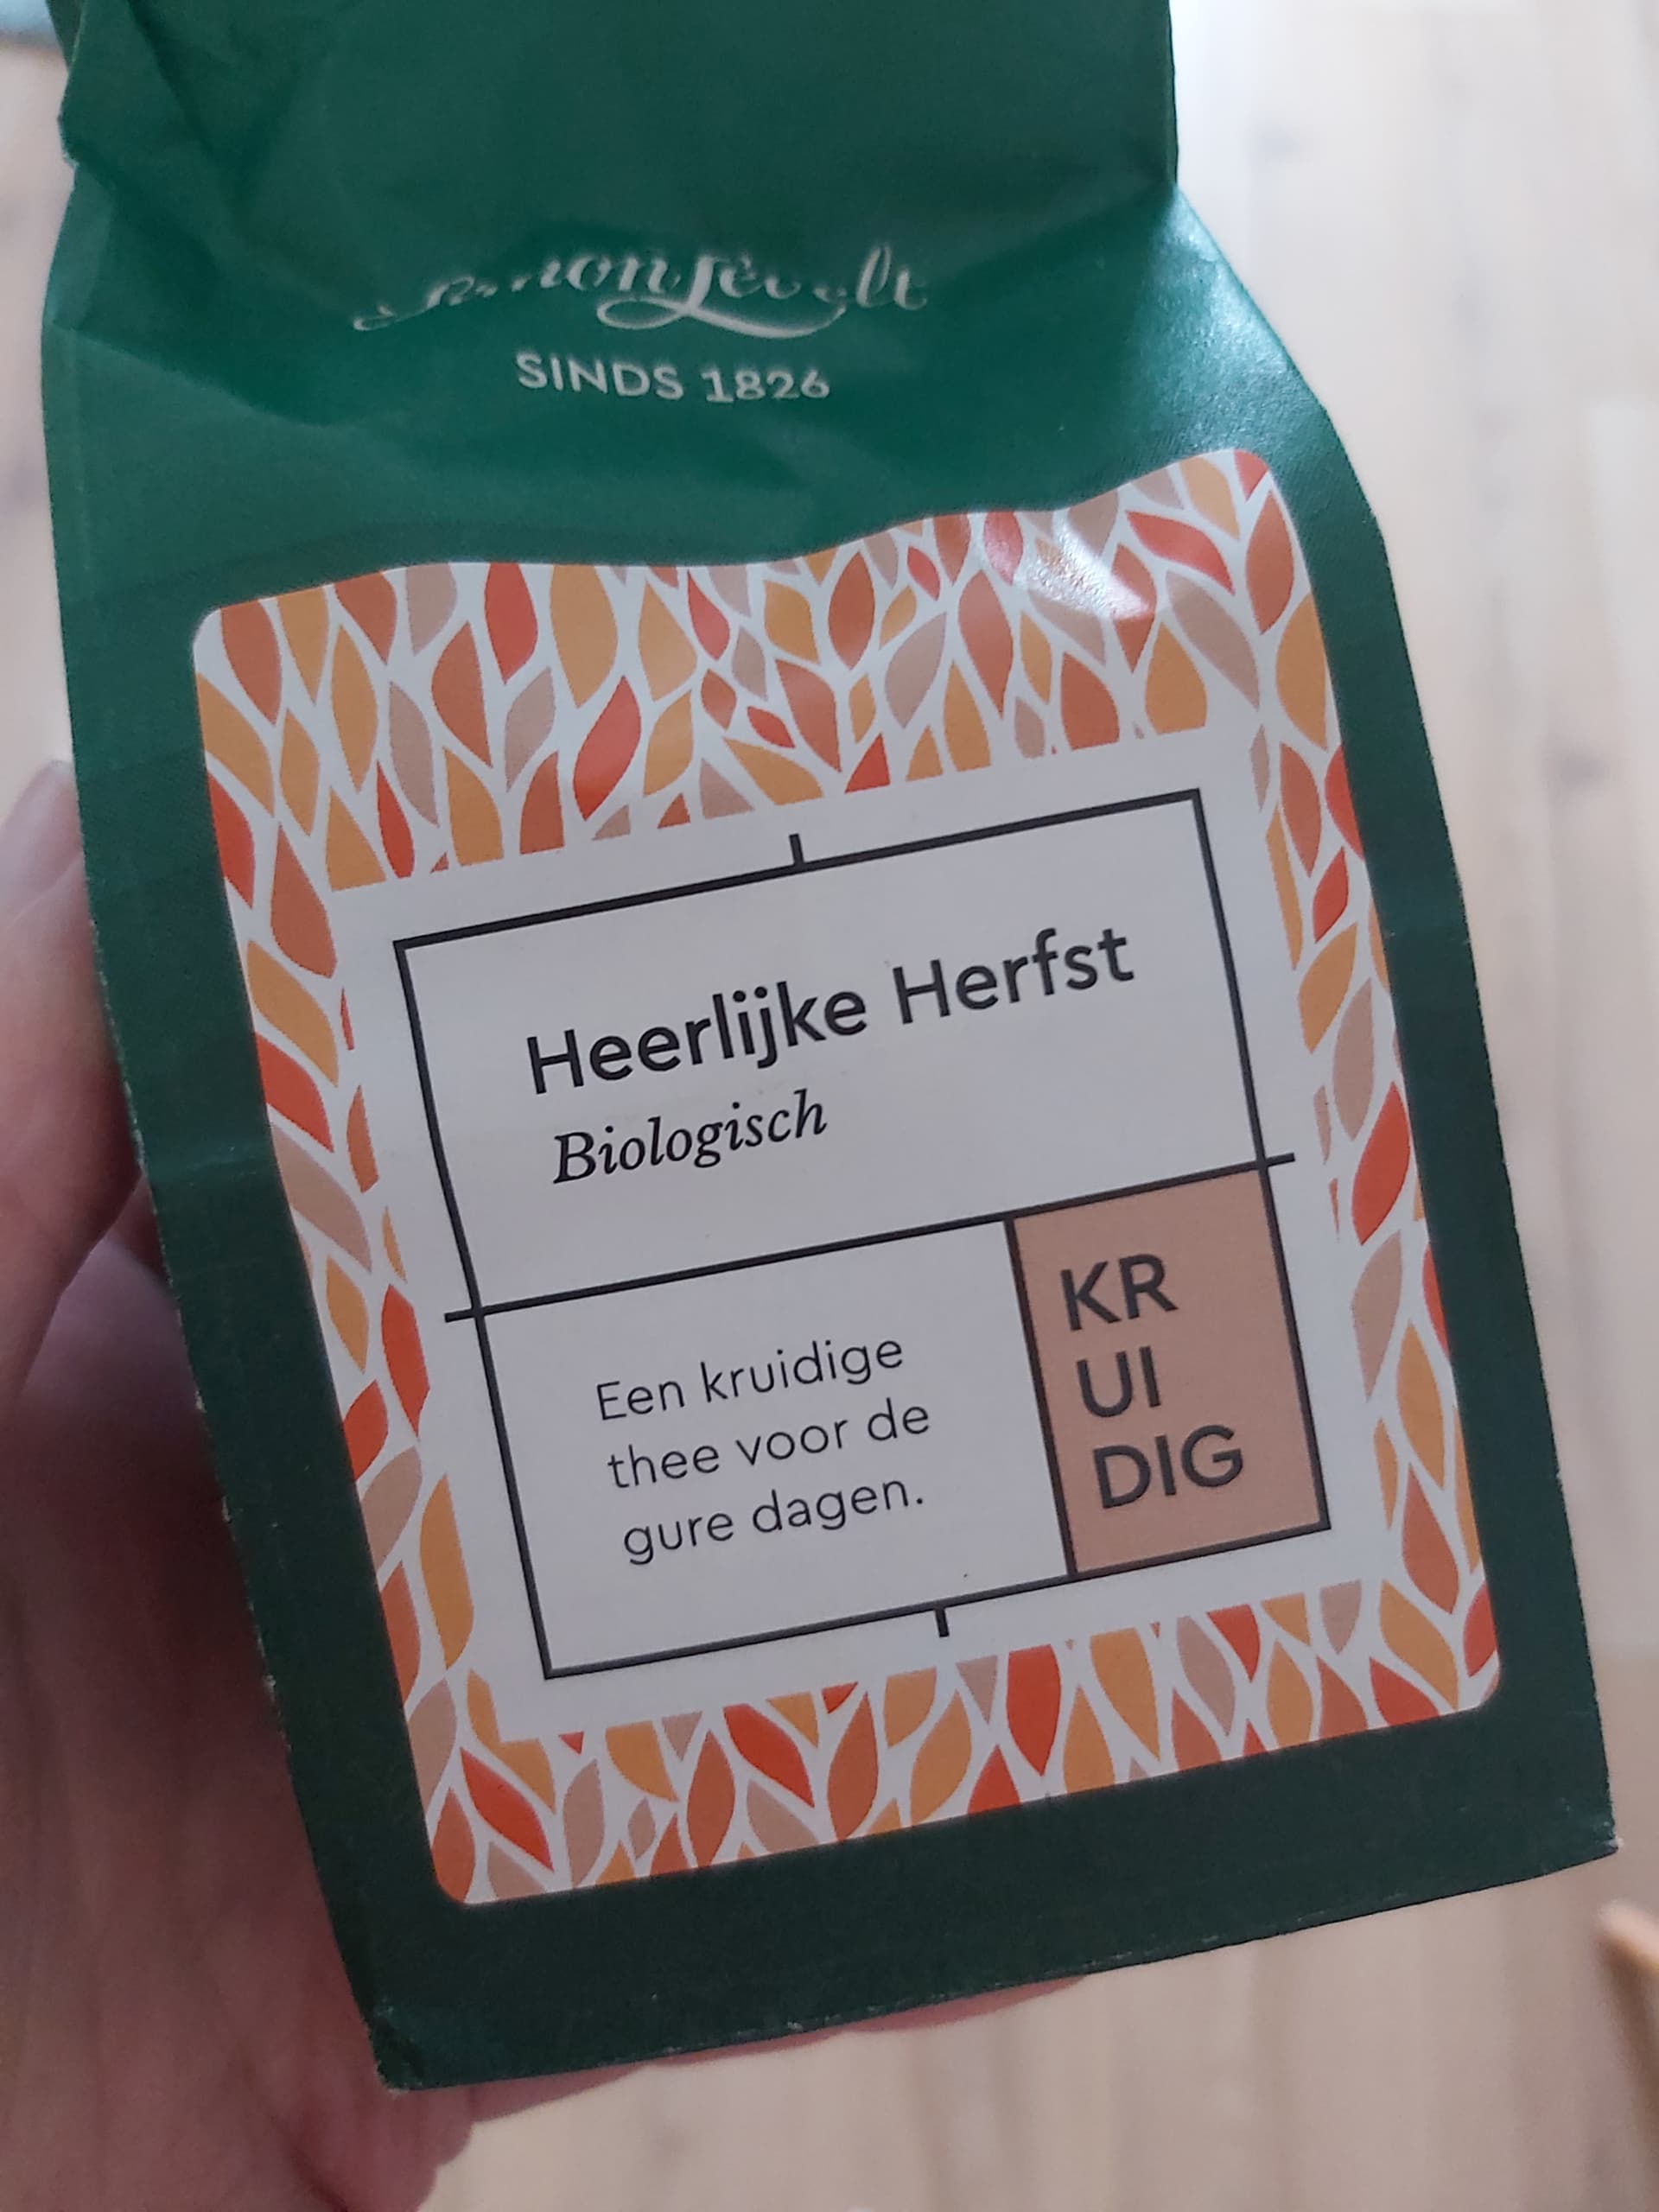 Simon Lévelt
SINDS 1826
Heerlijke Herfst
Biologisch
Een kruidige
thee voor de
gure dagen.
KR
UI
DIG